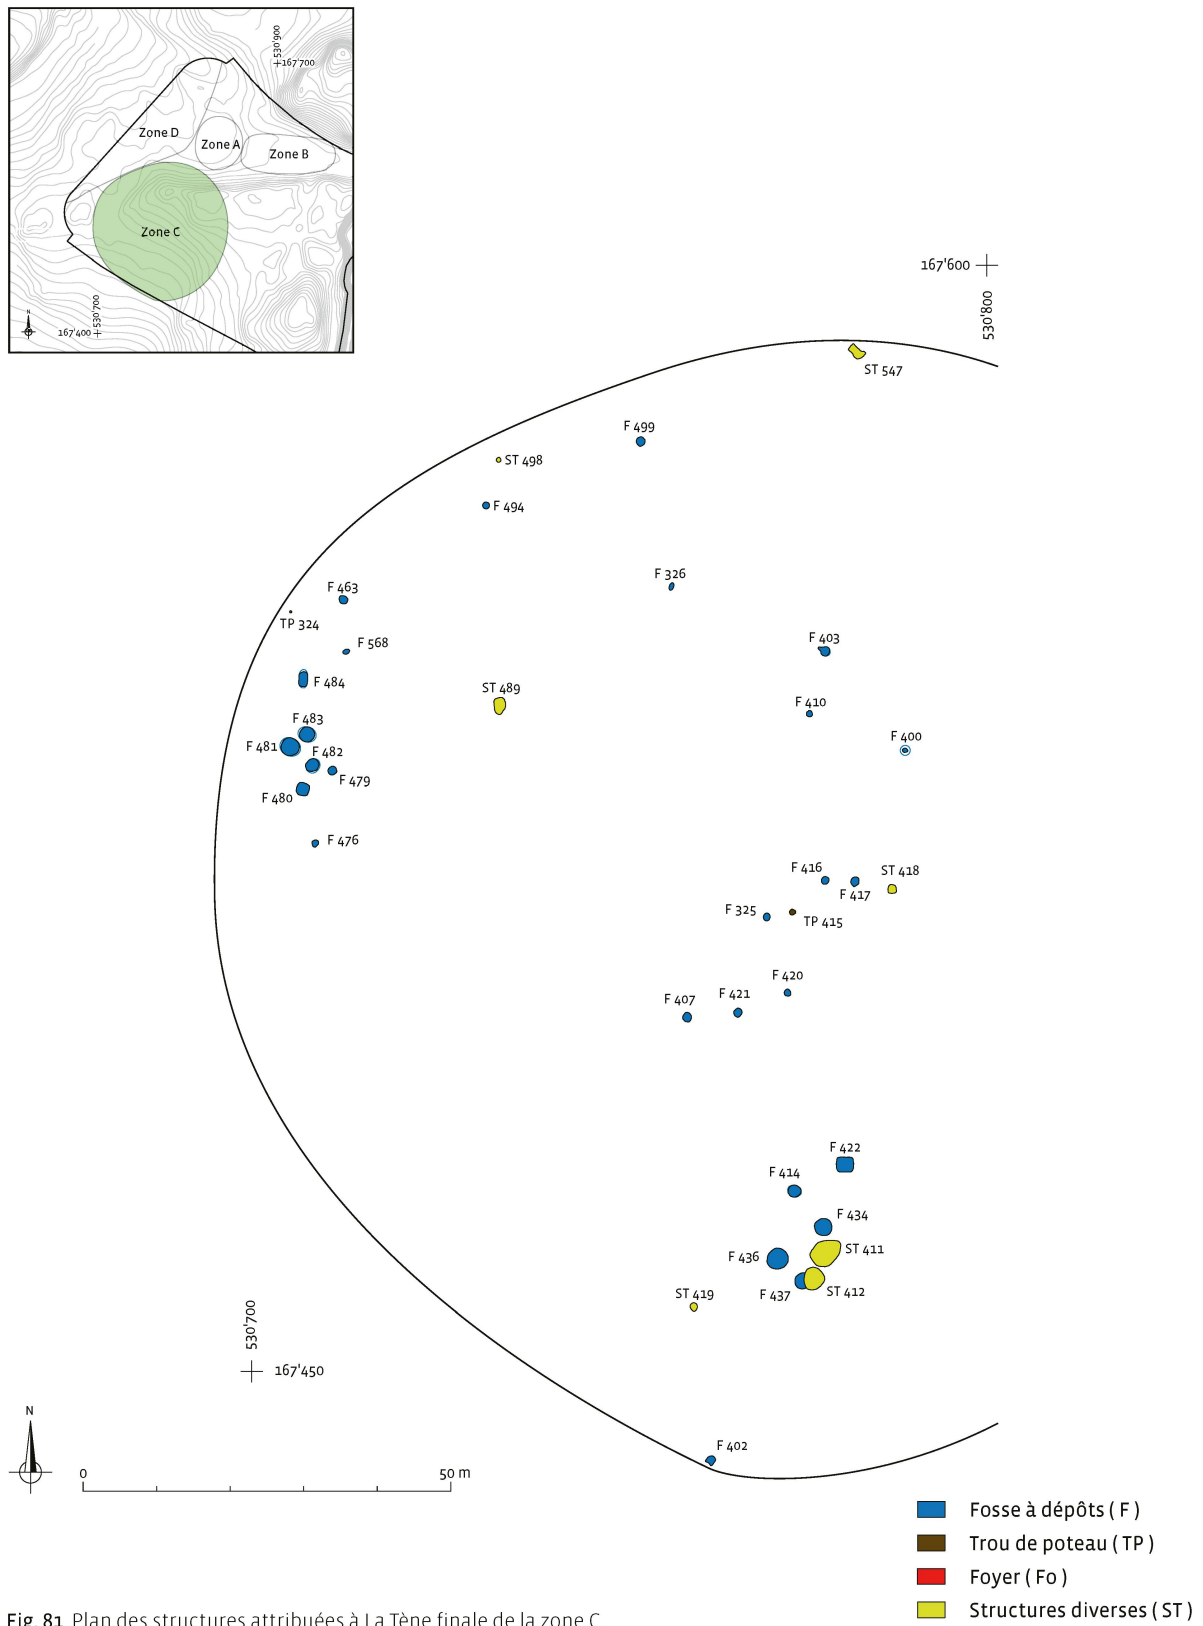 530'900
167'700
Zone D
Zone A
Zone B
Zone C
N
530'700
167'400
167'600
530'800
ST 547
F 499
ST 498
F 494
F 326
F 463
TP 324
F 568
F 403
F 484
ST 489
F 410
F 483
F 481
F 482
F 400
F 479
F 480
F 476
F 416
ST 418
F 417
F 325
TP 415
F 420
F 421
F 407
F 422
F 414
F 434
ST 411
F 436
F 437
ST 412
ST 419
530'700
167'450
N
F 402
0
50 m
Fosse à dépôts ( F )
Trou de poteau ( TP )
Foyer ( Fo )
Structures diverses ( ST )
Fig. 81 Plan des structures attribuées à La Tène finale de la zone C